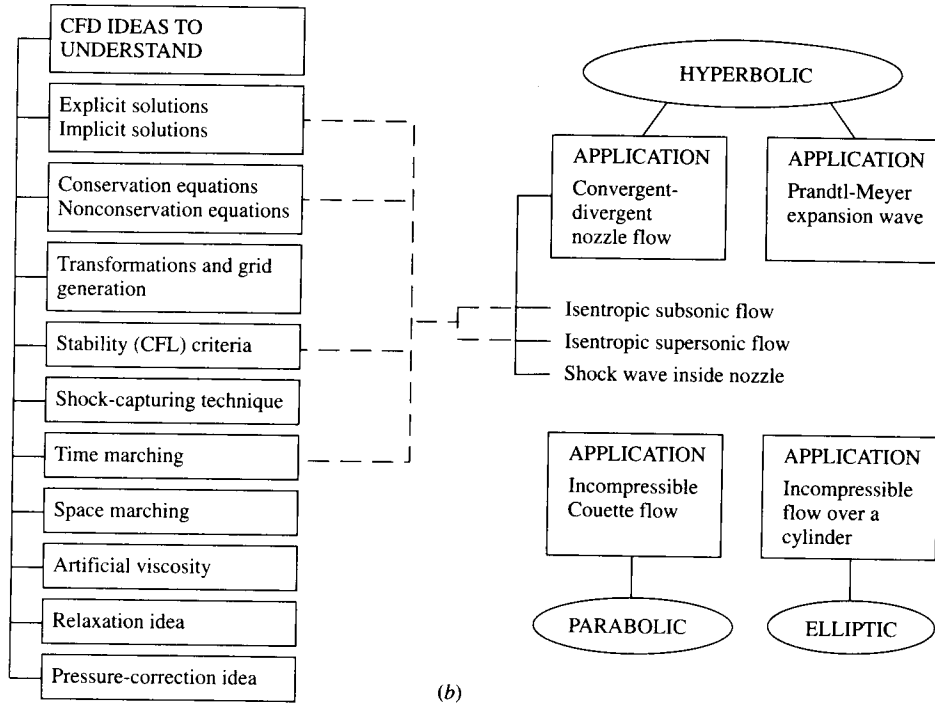 CFD IDEAS TO
UNDERSTAND
Explicit solutions
Implicit solutions
Conservation equations
Nonconservation equations
Transformations and grid
generation
Stability (CFL) criteria
Shock-capturing technique
Time marching
Space marching
Artificial viscosity
Relaxation idea
Pressure-correction idea
HYPERBOLIC
APPLICATION
Convergent-
divergent
nozzle flow
APPLICATION
Prandtl-Meyer
expansion wave
Isentropic subsonic flow
Isentropic supersonic flow
Shock wave inside nozzle
APPLICATION
Incompressible
Couette flow
APPLICATION
Incompressible
flow over a
cylinder
PARABOLIC
ELLIPTIC
(b)